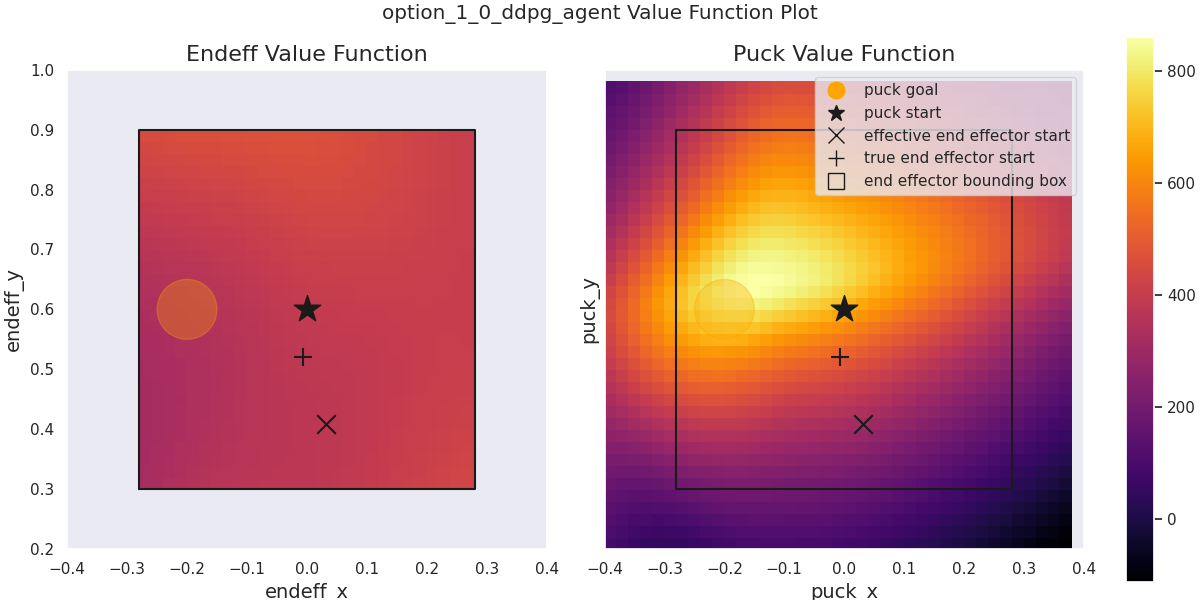 option_1_0_ddpg_agent Value Function Plot
Endeff Value Function
1.0
0.9
0.8
0.7
0.6
0.5
0.4
0.3
0.2
endeff_y
−0.4 −0.3 −0.2 −0.1 0.0 0.1 0.2 0.3 0.4
endeff_x
Puck Value Function
puck goal
puck start
effective end effector start
true end effector start
end effector bounding box
puck_y
−0.4 −0.3 −0.2 −0.1 0.0 0.1 0.2 0.3 0.4
puck_x
800
600
400
200
0